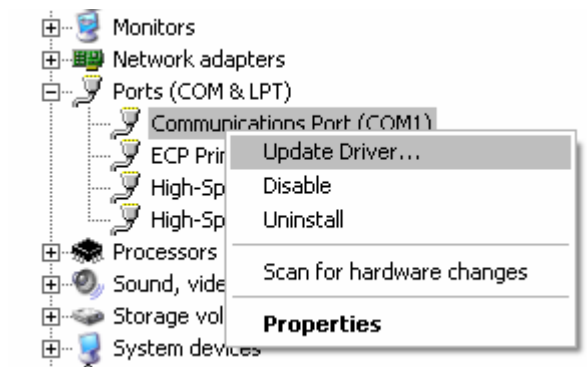 Monitors
Network adapters
Ports (COM & LPT)
Communications Port (COM1)
ECP Prin
High-Sp
High-Sp
Processors
Sound, vide
Storage vol
System devices
Update Driver...
Disable
Uninstall
Scan for hardware changes
Properties